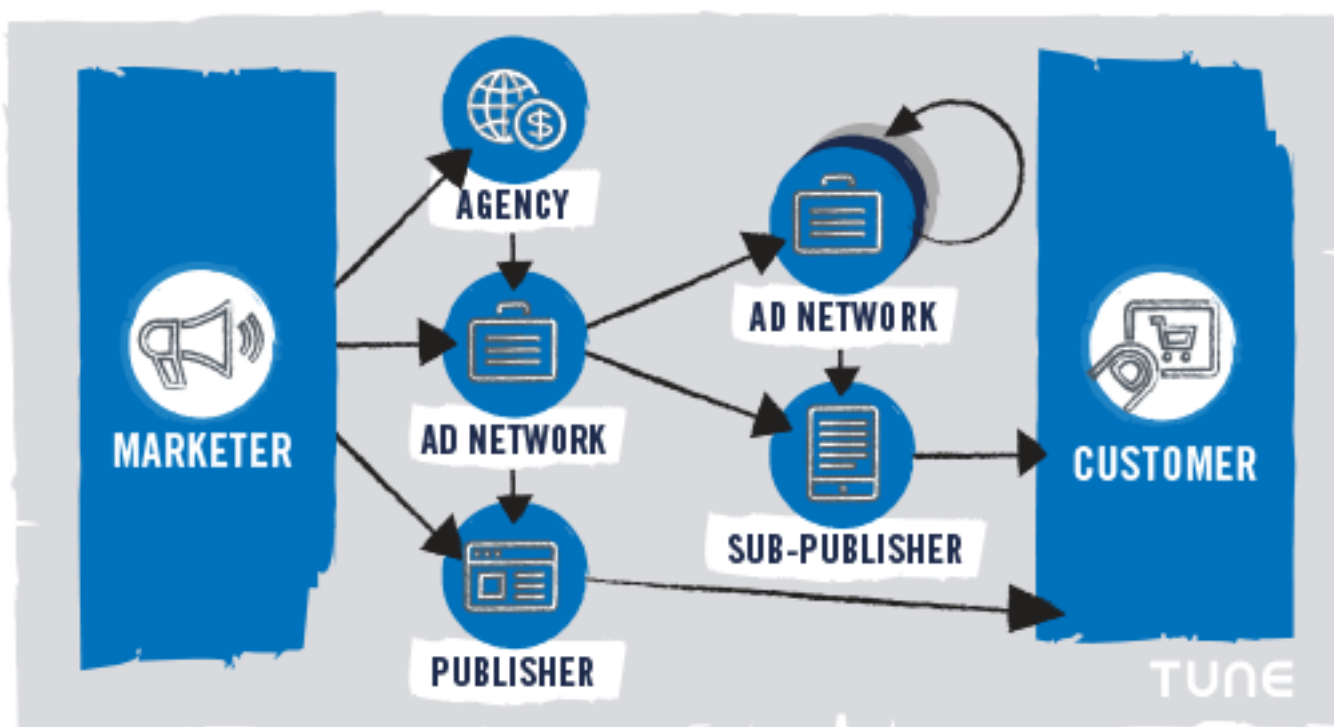 MARKETER
AGENCY
$
AD NETWORK
PUBLISHER
AD NETWORK
SUB-PUBLISHER
CUSTOMER
TUNE